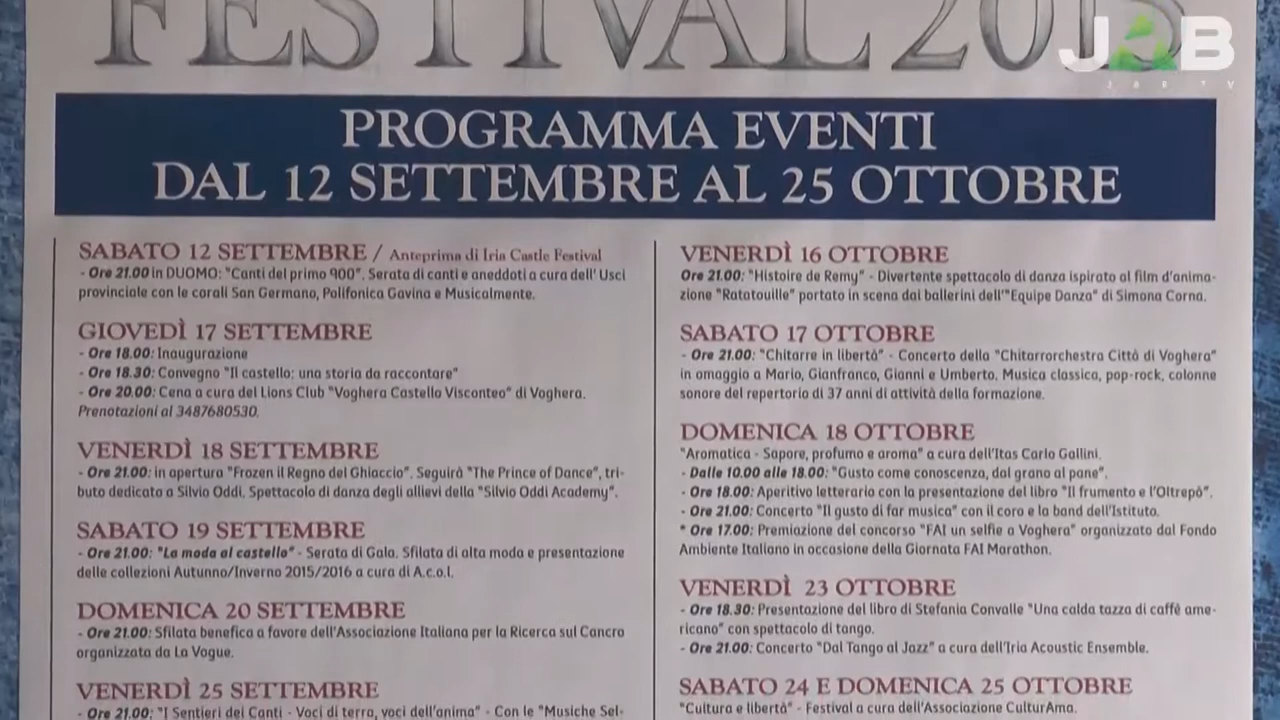 FESTIVAL 2015
JAB
JAB TV
PROGRAMMA EVENTI
DAL 12 SETTEMBRE AL 25 OTTOBRE
SABATO 12 SETTEMBRE / Anteprima di Iria Castle Festival
- Ore 21.00 in DUOMO: "Canti del primo 900". Serata di canti e aneddoti a cura dell' Usci
provinciale con le corali San Germano, Polifonica Gavina e Musicalmente.
GIOVEDÌ 17 SETTEMBRE
- Ore 18.00: Inaugurazione
- Ore 18.30: Convegno "Il castello: una storia da raccontare"
- Ore 20.00: Cena a cura del Lions Club "Voghera Castello Visconteo" di Voghera.
Prenotazioni al 3487680530.
VENERDÌ 18 SETTEMBRE
- Ore 21.00: in apertura "Frozen il Regno del Ghiaccio". Seguirà "The Prince of Dance", tri-
buto dedicato a Silvio Oddi. Spettacolo di danza degli allievi della "Silvio Oddi Academy".
SABATO 19 SETTEMBRE
- Ore 21.00: "La moda al castello" - Serata di Gala. Sfilata di alta moda e presentazione
delle collezioni Autunno/Inverno 2015/2016 a cura di A.c.o.l.
DOMENICA 20 SETTEMBRE
- Ore 21.00: Sfilata benefica a favore dell'Associazione Italiana per la Ricerca sul Cancro
organizzata da La Vogue.
VENERDÌ 25 SETTEMBRE
- Ore 21.00: "I Sentieri dei Canti - Voci di terra, voci dell'anima" - Con le "Musiche Sel-
VENERDÌ 16 OTTOBRE
Ore 21.00: "Histoire de Remy" - Divertente spettacolo di danza ispirato al film d'anima-
zione "Ratatouille" portato in scena dai ballerini dell'"Equipe Danza" di Simona Corna.
SABATO 17 OTTOBRE
- Ore 21.00: "Chitarre in libertà" - Concerto della "Chitarrorchestra Città di Voghera"
in omaggio a Mario, Gianfranco, Gianni e Umberto. Musica classica, pop-rock, colonne
sonore del repertorio di 37 anni di attività della formazione.
DOMENICA 18 OTTOBRE
"Aromatica - Sapore, profumo e aroma" a cura dell'Itas Carlo Gallini.
- Dalle 10.00 alle 18.00: "Gusto come conoscenza, dal grano al pane".
- Ore 18.00: Aperitivo letterario con la presentazione del libro "Il frumento e l'Oltrepò".
- Ore 21.00: Concerto "Il gusto di far musica" con il coro e la band dell'Istituto.
* Ore 17.00: Premiazione del concorso "FAI un selfie a Voghera" organizzato dal Fondo
Ambiente Italiano in occasione della Giornata FAI Marathon.
VENERDÌ 23 OTTOBRE
- Ore 18.30: Presentazione del libro di Stefania Convalle "Una calda tazza di caffè ame-
ricano" con spettacolo di tango.
- Ore 21.00: Concerto "Dal Tango al Jazz" a cura dell'Iria Acoustic Ensemble.
SABATO 24 E DOMENICA 25 OTTOBRE
"Cultura e libertà" - Festival a cura dell'Associazione CulturAma.